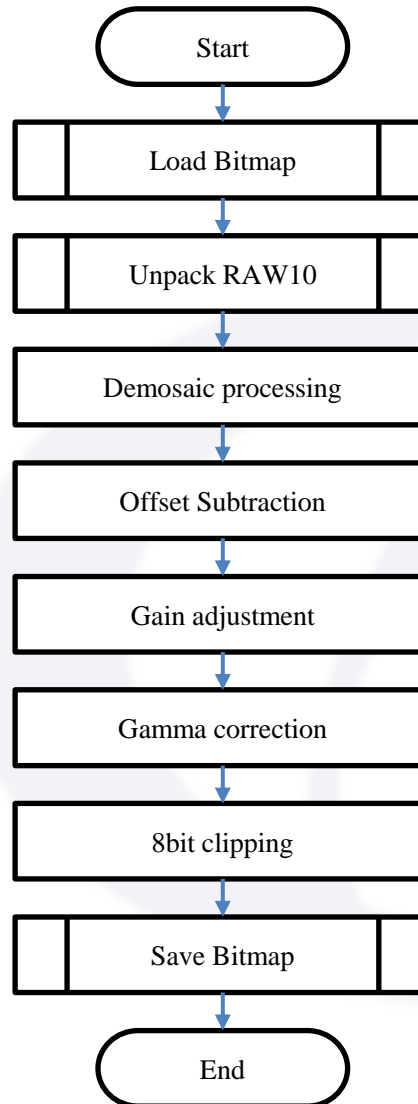 Start
Load Bitmap
Unpack RAW10
Demosaic processing
Offset Subtraction
Gain adjustment
Gamma correction
8bit clipping
Save Bitmap
End